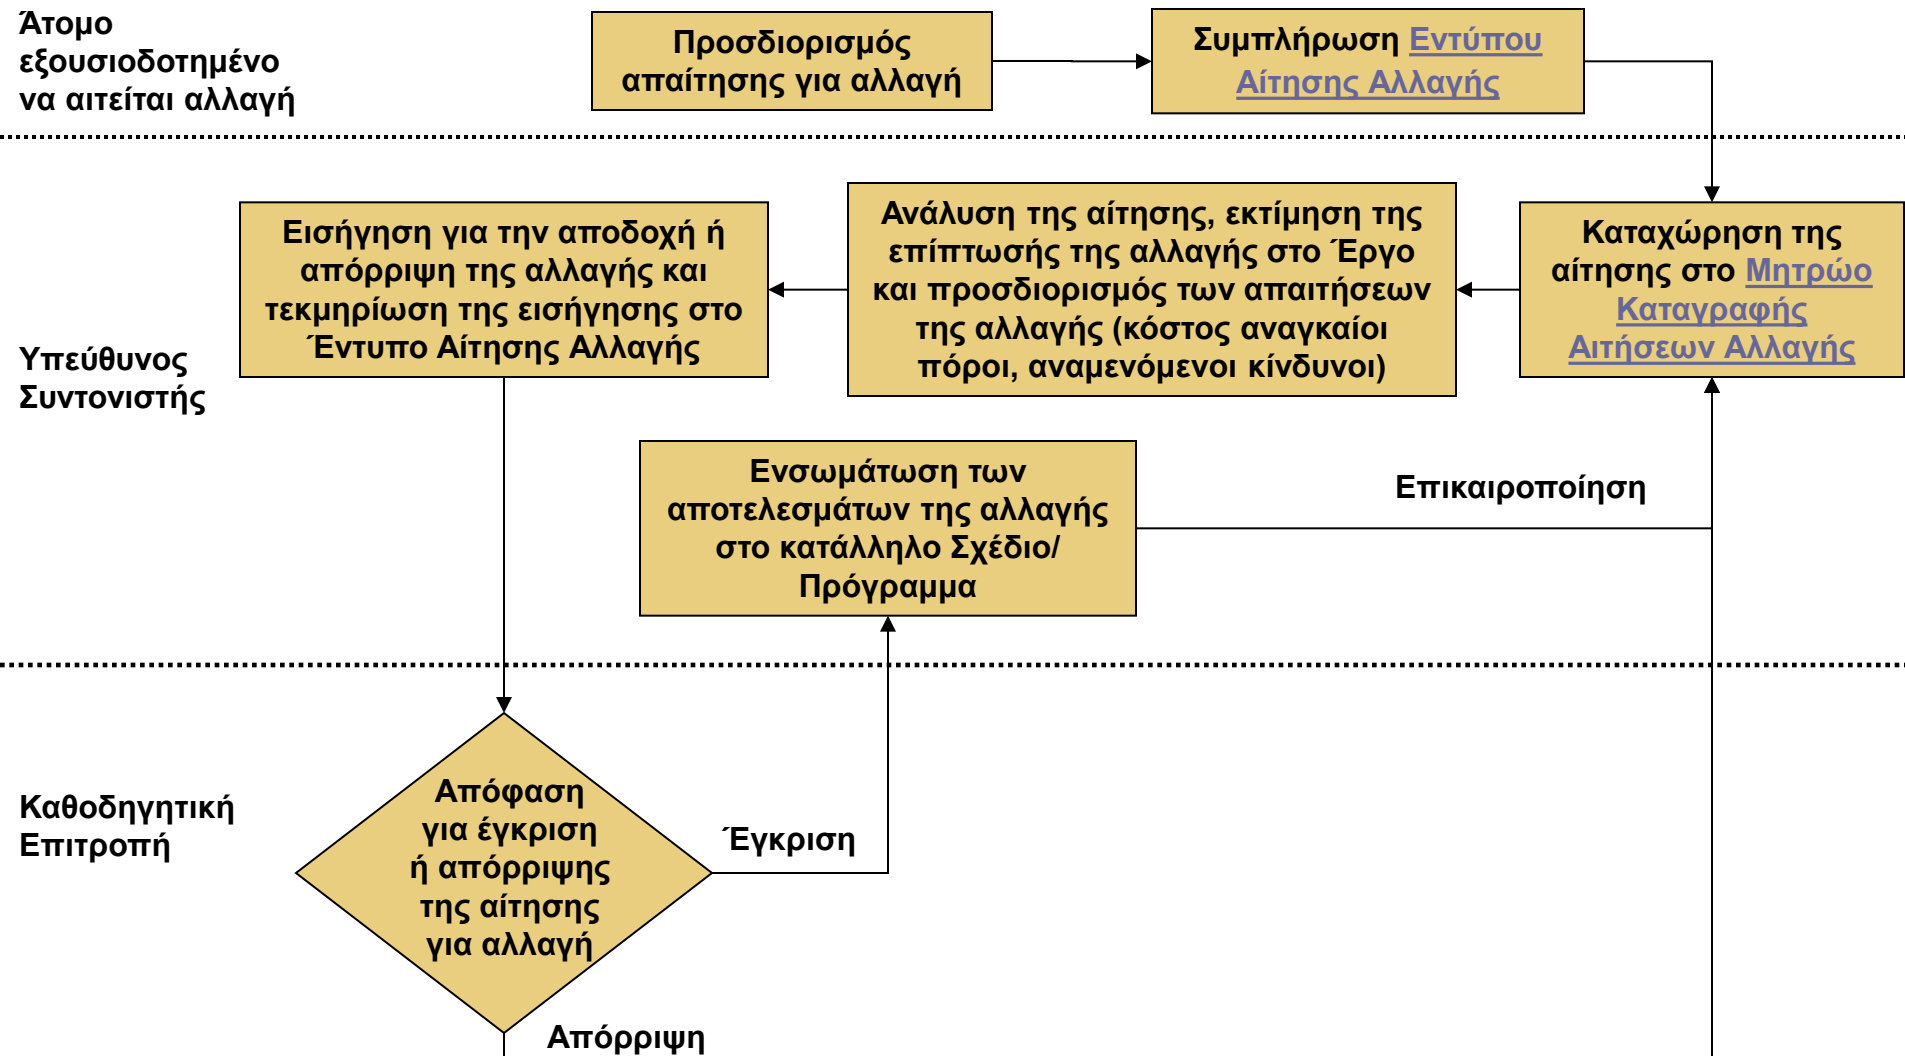 Άτομο
εξουσιοδοτημένο
να αιτείται αλλαγή
Προσδιορισμός
απαίτησης για αλλαγή
Συμπλήρωση Εντύπου
Αίτησης Αλλαγής
Καταχώρηση της
αίτησης στο Μητρώο
Καταγραφής
Αιτήσεων Αλλαγής
Ανάλυση της αίτησης, εκτίμηση της
επίπτωσής της αλλαγής στο Έργο
και προσδιορισμός των απαιτήσεων
της αλλαγής (κόστος αναγκαίοι
πόροι, αναμενόμενοι κίνδυνοι)
Εισήγηση για την αποδοχή ή
απόρριψη της αλλαγής και
τεκμηρίωση της εισήγησης στο
Έντυπο Αίτησης Αλλαγής
Υπεύθυνος
Συντονιστής
Ενσωμάτωση των
αποτελεσμάτων της αλλαγής
στο κατάλληλο Σχέδιο/
Πρόγραμμα
Επικαιροποίηση
Καθοδηγητική
Επιτροπή
Απόφαση
για έγκριση
ή απόρριψης
της αίτησης
για αλλαγή
Έγκριση
Απόρριψη